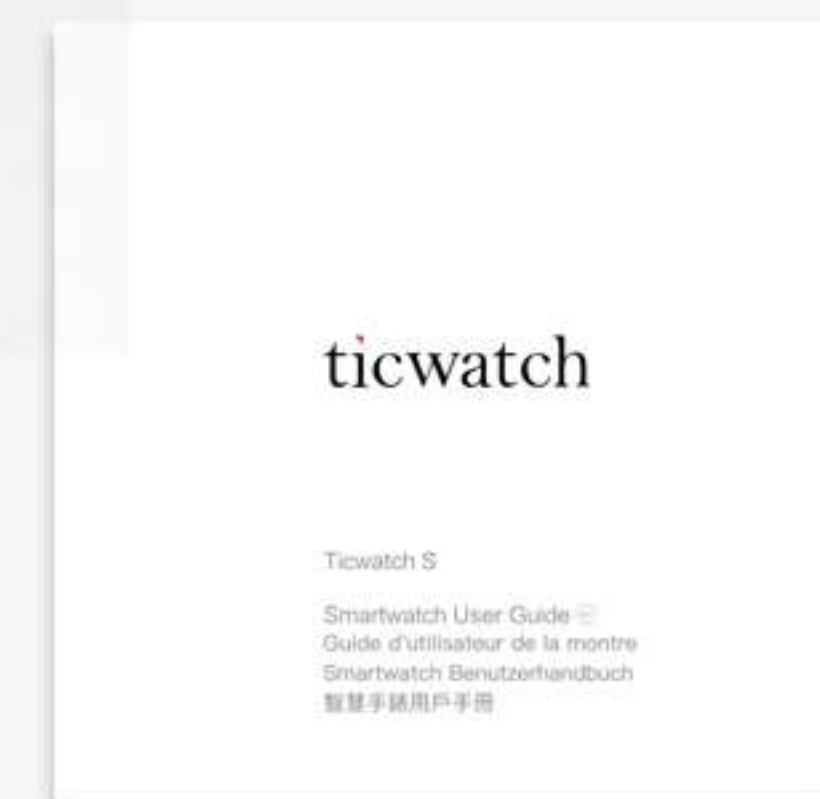 ticwatch
Ticwatch S
Smartwatch User Guide
Guide d'utilisateur de la montre
Smartwatch Benutzerhandbuch
智慧手錶用戶手冊